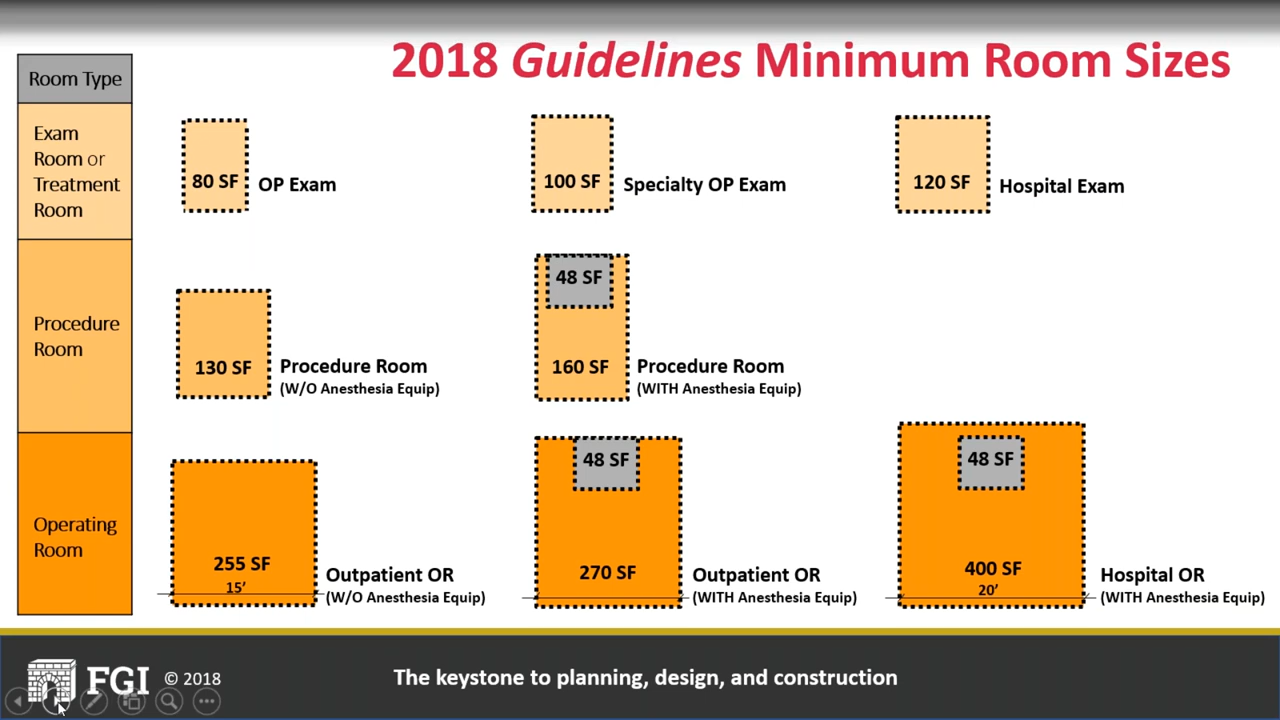 2018 Guidelines Minimum Room Sizes
Room Type
Exam
Room or
Treatment
Room
80 SF
OP Exam
100 SF
Specialty OP Exam
120 SF
Hospital Exam
Procedure
Room
130 SF
Procedure Room
(W/O Anesthesia Equip)
48 SF
160 SF
Procedure Room
(WITH Anesthesia Equip)
Operating
Room
255 SF
15’
Outpatient OR
(W/O Anesthesia Equip)
48 SF
270 SF
Outpatient OR
(WITH Anesthesia Equip)
48 SF
400 SF
20’
Hospital OR
(WITH Anesthesia Equip)
FGI © 2018
The keystone to planning, design, and construction